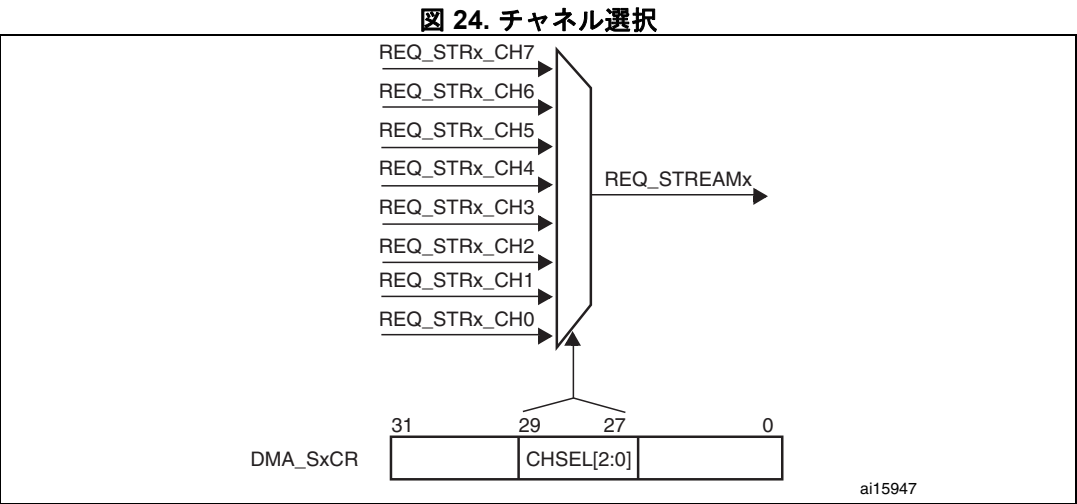 図 24. チャネル選択
REQ_STRx_CH7
REQ_STRx_CH6
REQ_STRx_CH5
REQ_STRx_CH4
REQ_STREAMx
REQ_STRx_CH3
REQ_STRx_CH2
REQ_STRx_CH1
REQ_STRx_CH0
31 29 27 0
DMA_SxCR CHSEL[2:0]
ai15947